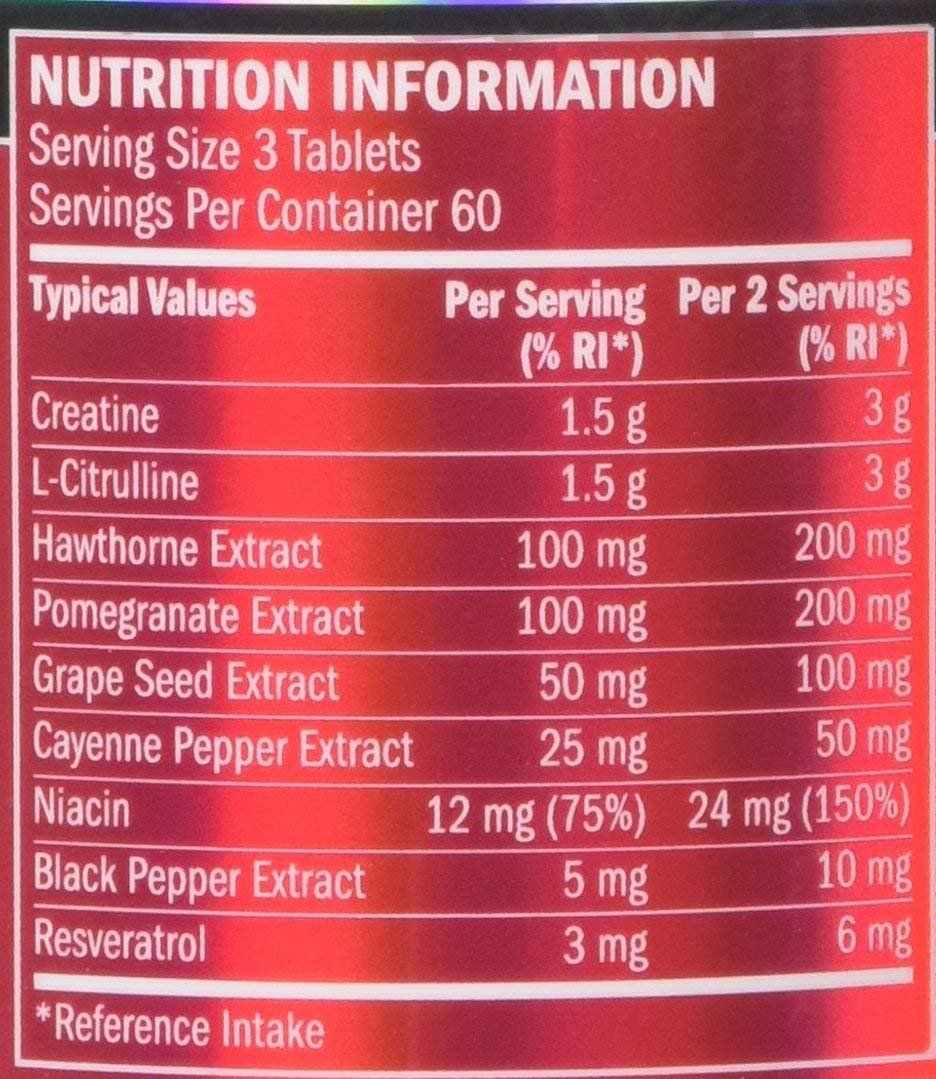 NUTRITION INFORMATION
Serving Size 3 Tablets
Servings Per Container 60
Typical Values Per Serving Per 2 Servings
(% RI*) (% RI*)
Creatine 1.5 g 3 g
L-Citrulline 1.5 g 3 g
Hawthorne Extract 100 mg 200 mg
Pomegranate Extract 100 mg 200 mg
Grape Seed Extract 50 mg 100 mg
Cayenne Pepper Extract 25 mg 50 mg
Niacin 12 mg (75%) 24 mg (150%)
Black Pepper Extract 5 mg 10 mg
Resveratrol 3 mg 6 mg
*Reference Intake